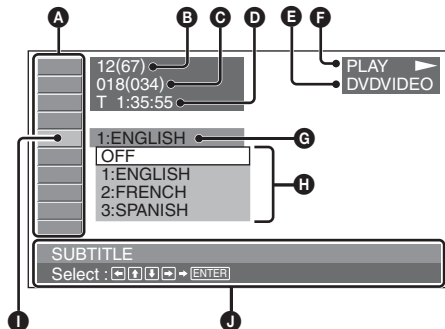 A B C D E F
12(67)
018(034)
T 1:35:55
PLAY
DVDVIDEO
1:ENGLISH
G
OFF
1:ENGLISH
2:FRENCH
3:SPANISH
H
SUBTITLE
Select : ←↑↓→ → ENTER
I J